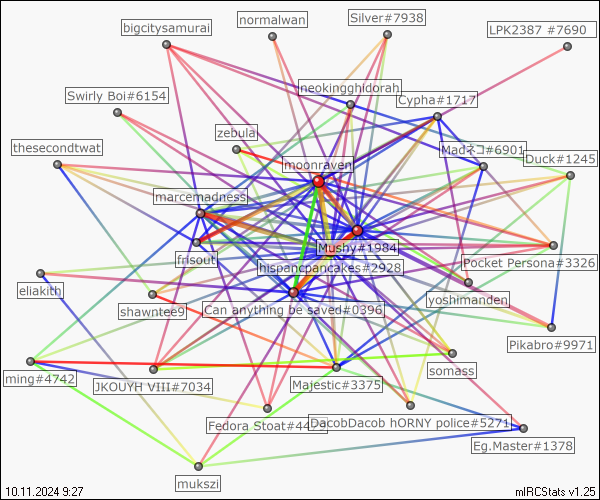 bigcitysamurai
normalwan
Silver#7938
LPK2387 #7690
Swirly Boi#6154
neokingghidorah
Cypha#1717
zebula
thesecondtwat
Madネコ#6901
Duck#1245
moonraven
marcemadness
Mushy#1984
frisouti
hispancpancakes#2928
Pocket Persona#3326
eliakith
shawntee9
Can anything be saved#0396
yoshimanden
Pikabro#9971
ming#4742
JKOUYH VIII#7034
Majestic#3375
somass
Fedora Stoat#44
DacobDacob hORNY police#5271
Eg.Master#1378
mukszi
10.11.2024 9:27
mIRCStats v1.25